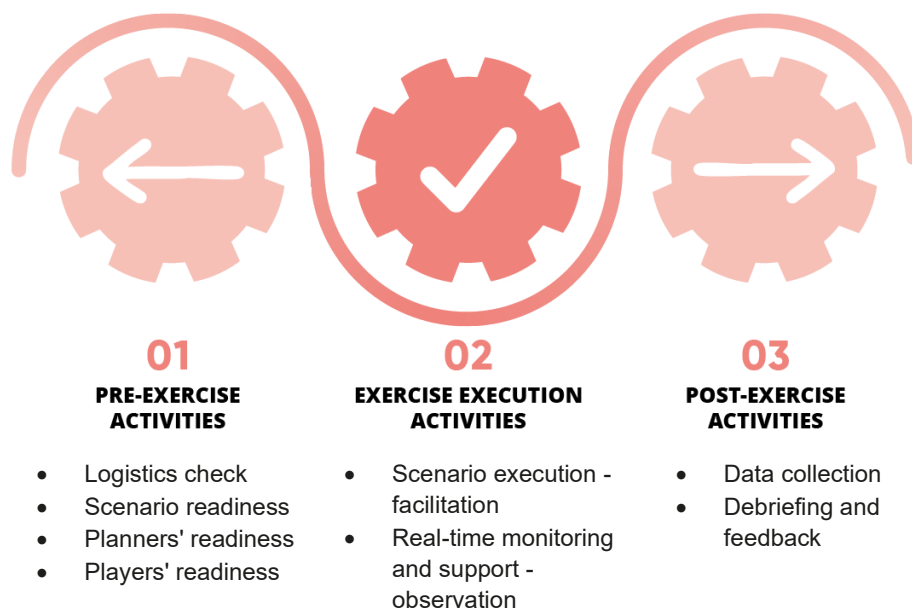 01
PRE-EXERCISE
ACTIVITIES
• Logistics check
• Scenario readiness
• Planners' readiness
• Players' readiness
02
EXERCISE EXECUTION
ACTIVITIES
• Scenario execution -
facilitation
• Real-time monitoring
and support -
observation
03
POST-EXERCISE
ACTIVITIES
• Data collection
• Debriefing and
feedback